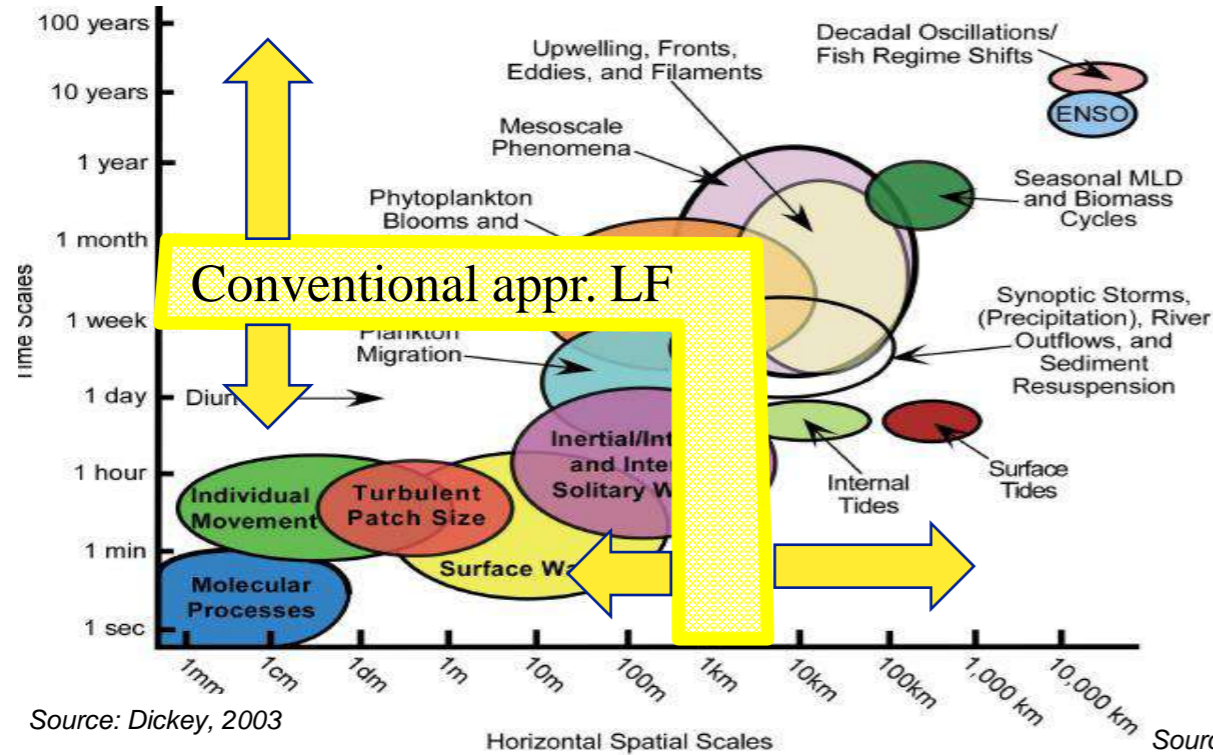 100 years
10 years
1 year
1 month
1 week
1 day
1 hour
1 min
1 sec
Time Scales
Upwelling, Fronts,
Eddies, and Filaments
Decadal Oscillations/
Fish Regime Shifts
ENSO
Mesoscale
Phenomena
Phytoplankton
Blooms and
Seasonal MLD
and Biomass
Cycles
Conventional appr. LF
Plankton
Migration
Synoptic Storms,
(Precipitation), River
Outflows, and
Sediment
Resuspension
Diur
Inertial/Int
and Inter
Solitary W
Internal
Tides
Surface
Tides
Individual
Movement
Turbulent
Patch Size
Surface Wa
Molecular
Processes
1mm
1cm
1dm
1m
10m
100m
1km
10km
100km
1,000 km
10,000 km
Source: Dickey, 2003
Horizontal Spatial Scales
Sourc